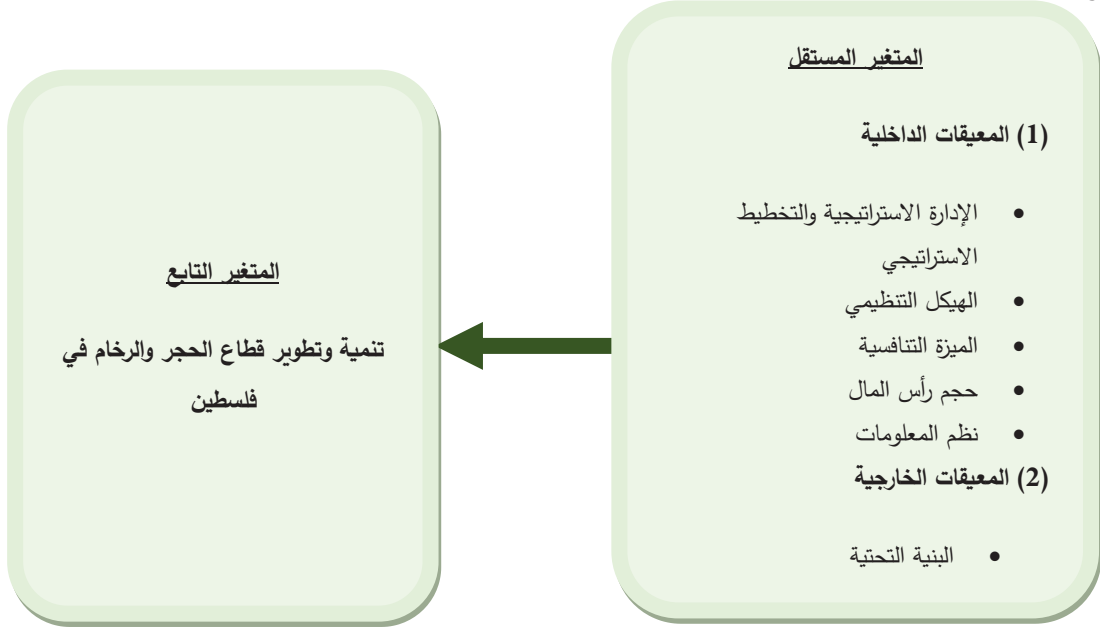 المتغير المستقل
(1) المعيقات الداخلية
• الإدارة الاستراتيجية والتخطيط
الاستراتيجي
• الهيكل التنظيمي
• الميزة التنافسية
• حجم رأس المال
• نظم المعلومات
(2) المعيقات الخارجية
• البنية التحتية
المتغير التابع
تنمية وتطوير قطاع الحجر والرخام في
فلسطين